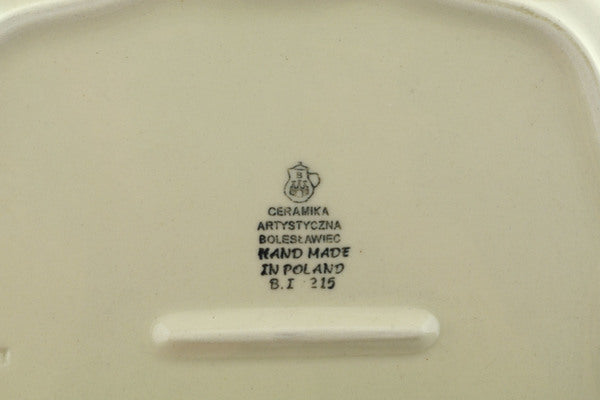 B
CERAMIKA
ARTYSTYCZNA
BOLESŁAWIEC
HAND MADE
IN POLAND
B.I 215